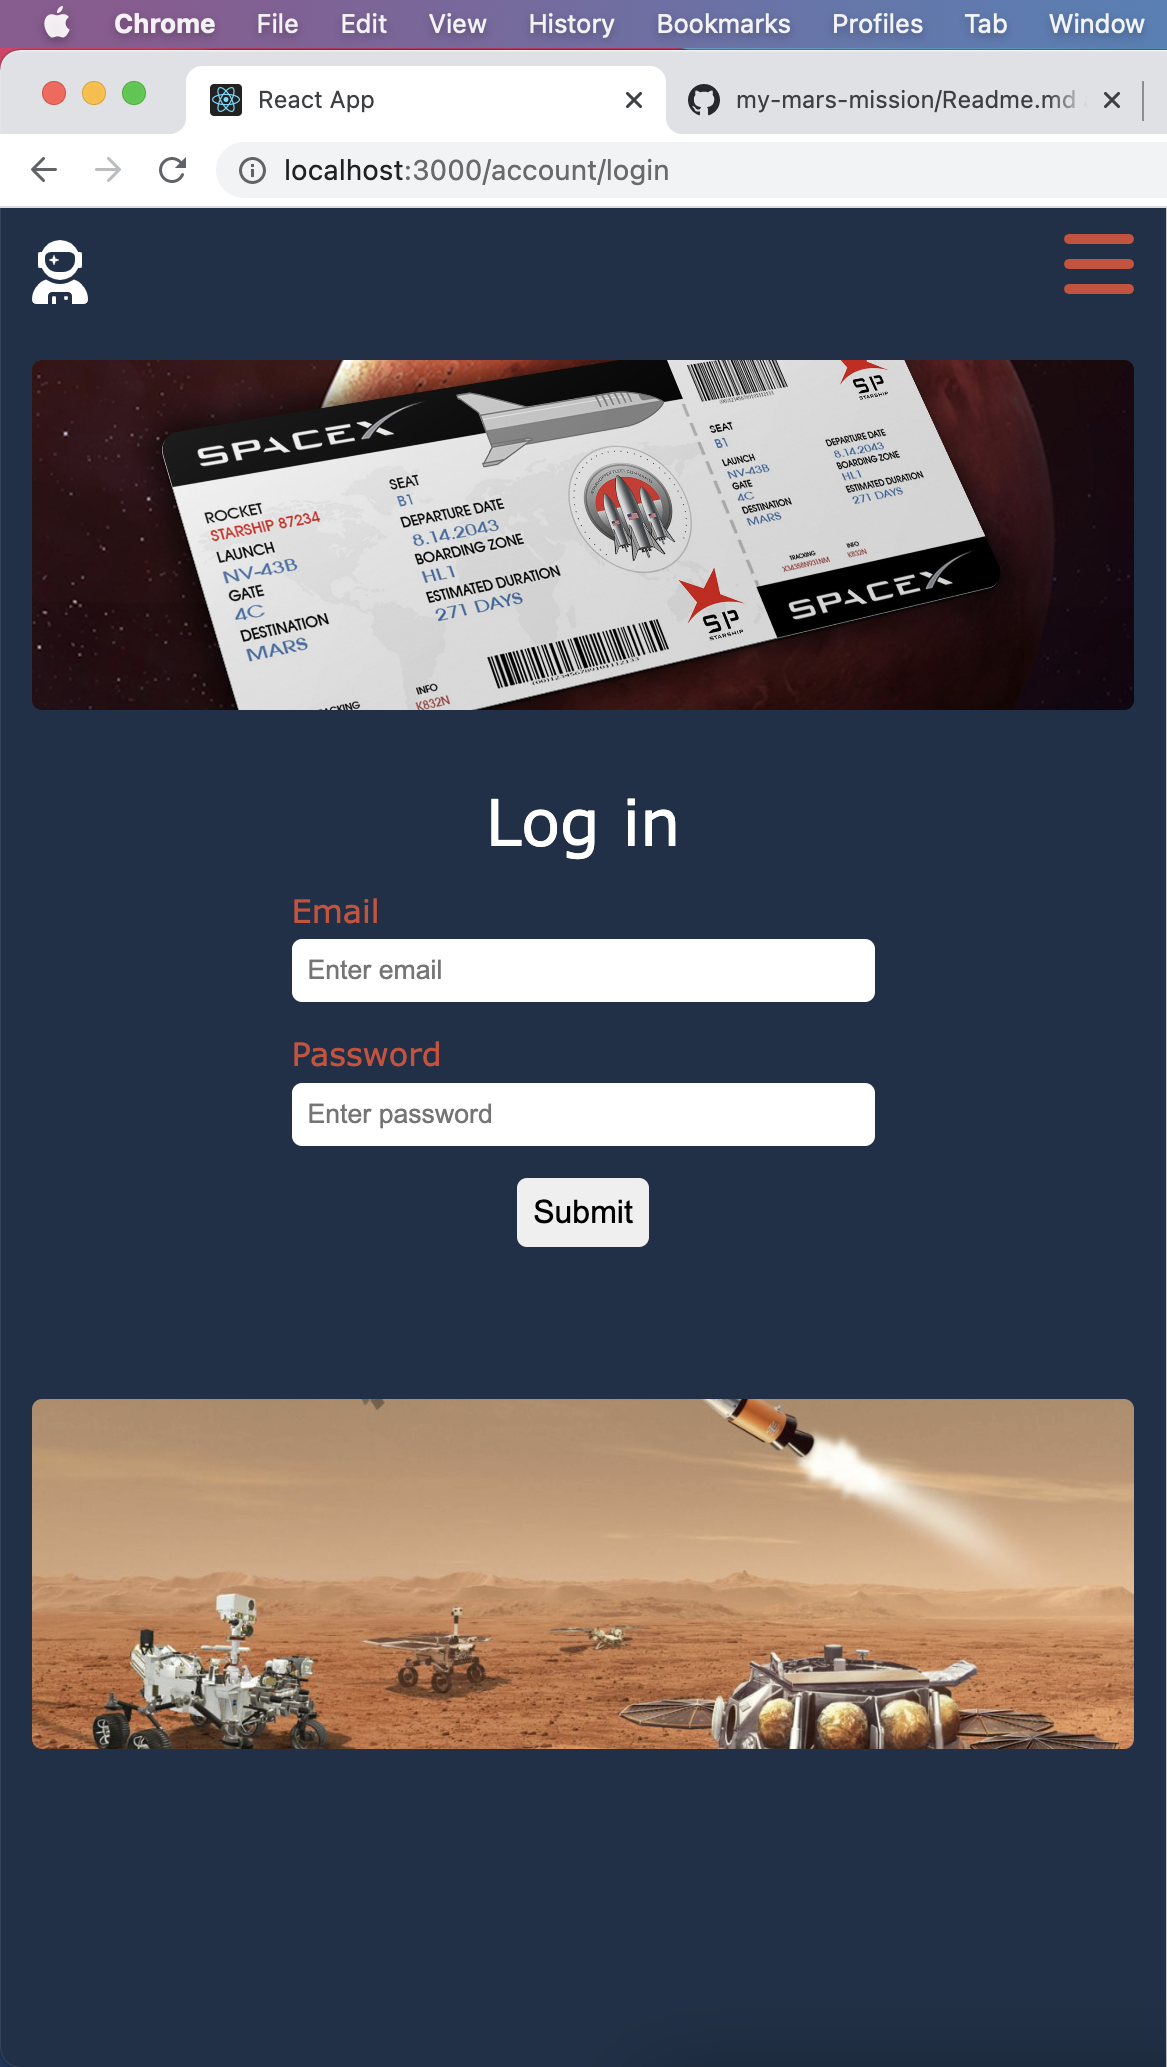 Chrome File Edit View History Bookmarks Profiles Tab Window
React App
my-mars-mission/Readme.md
localhost:3000/account/login
SPACEX
ROCKET
STARSHIP 87234
LAUNCH
NV-43B
GATE
4C
DESTINATION
MARS
SEAT
B1
DEPARTURE DATE
8.14.2043
BOARDING ZONE
HL1
ESTIMATED DURATION
271 DAYS
INFO
K832N
SP
STARSHIP
SP
STARSHIP
SEAT
B1
LAUNCH
NV-43B
GATE
4C
DESTINATION
MARS
DEPARTURE DATE
8.14.2043
BOARDING ZONE
HL1
ESTIMATED DURATION
271 DAYS
TRACKING
INFO
K832N
SPACEX
Log in
Email
Enter email
Password
Enter password
Submit